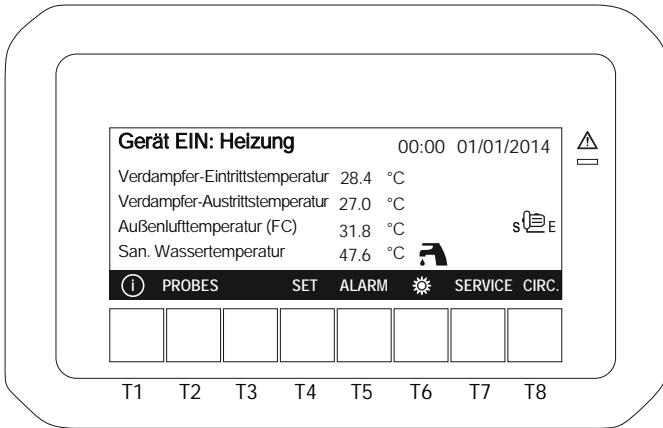 Gerät EIN: Heizung 00:00 01/01/2014
Verdampfer-Eintrittstemperatur 28.4 °C
Verdampfer-Austrittstemperatur 27.0 °C
Außenlufttemperatur (FC) 31.8 °C
S E
San. Wassertemperatur 47.6 °C
i PROBES SET ALARM SERVICE CIRC.
T1 T2 T3 T4 T5 T6 T7 T8